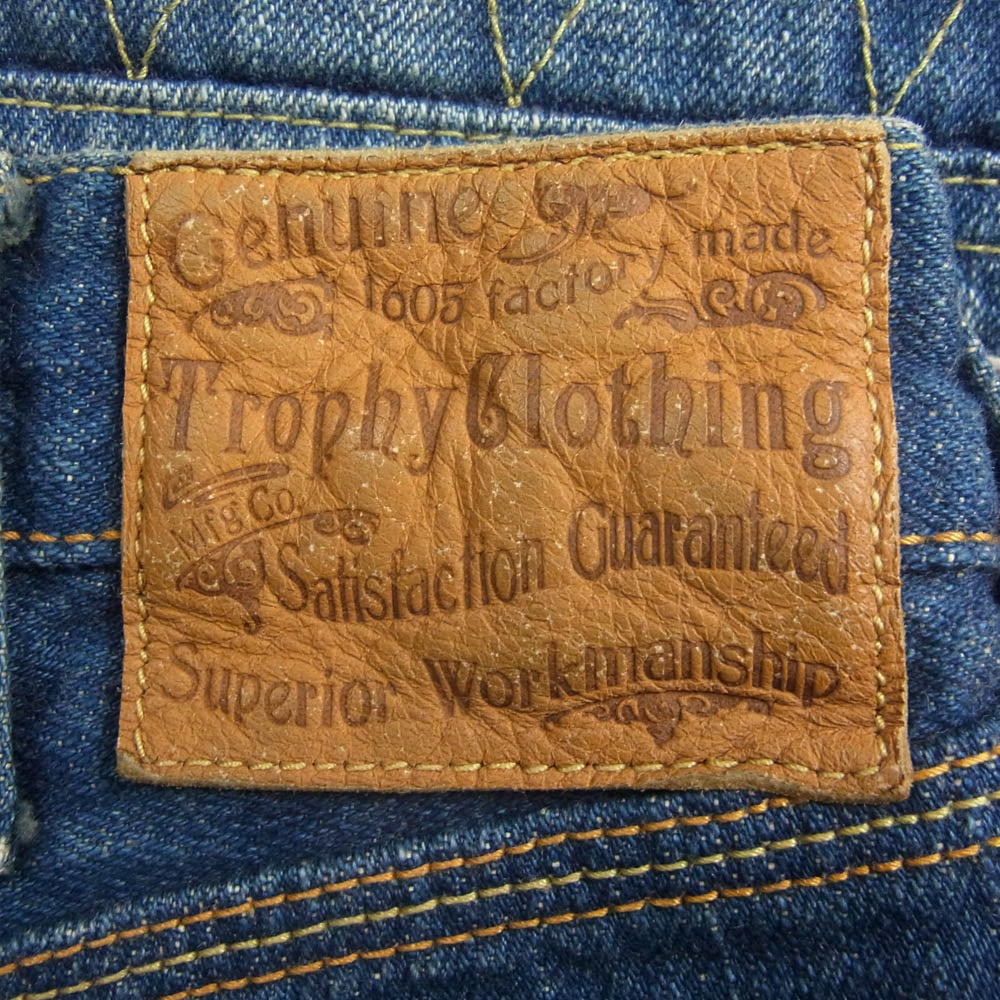 Genuine made
1605 factory
Trophy Clothing
Mfg Co.
Satisfaction Guaranteed
Superior Workmanship